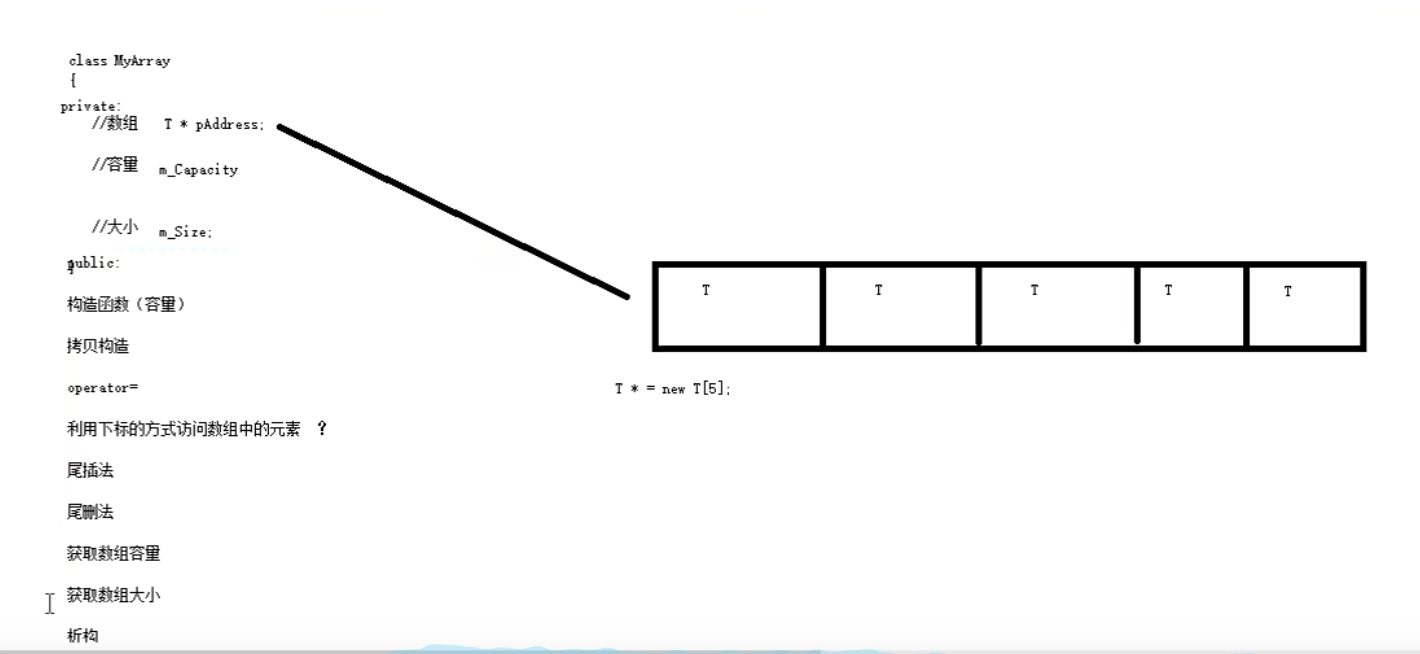 class MyArray
{
private:
//数组 T * pAddress;
//容量 m_Capacity
//大小 m_Size;
public:
构造函数（容量）
拷贝构造
operator=
利用下标的方式访问数组中的元素 ？
尾插法
尾删法
获取数组容量
获取数组大小
析构
T T T T T
T * = new T[5];